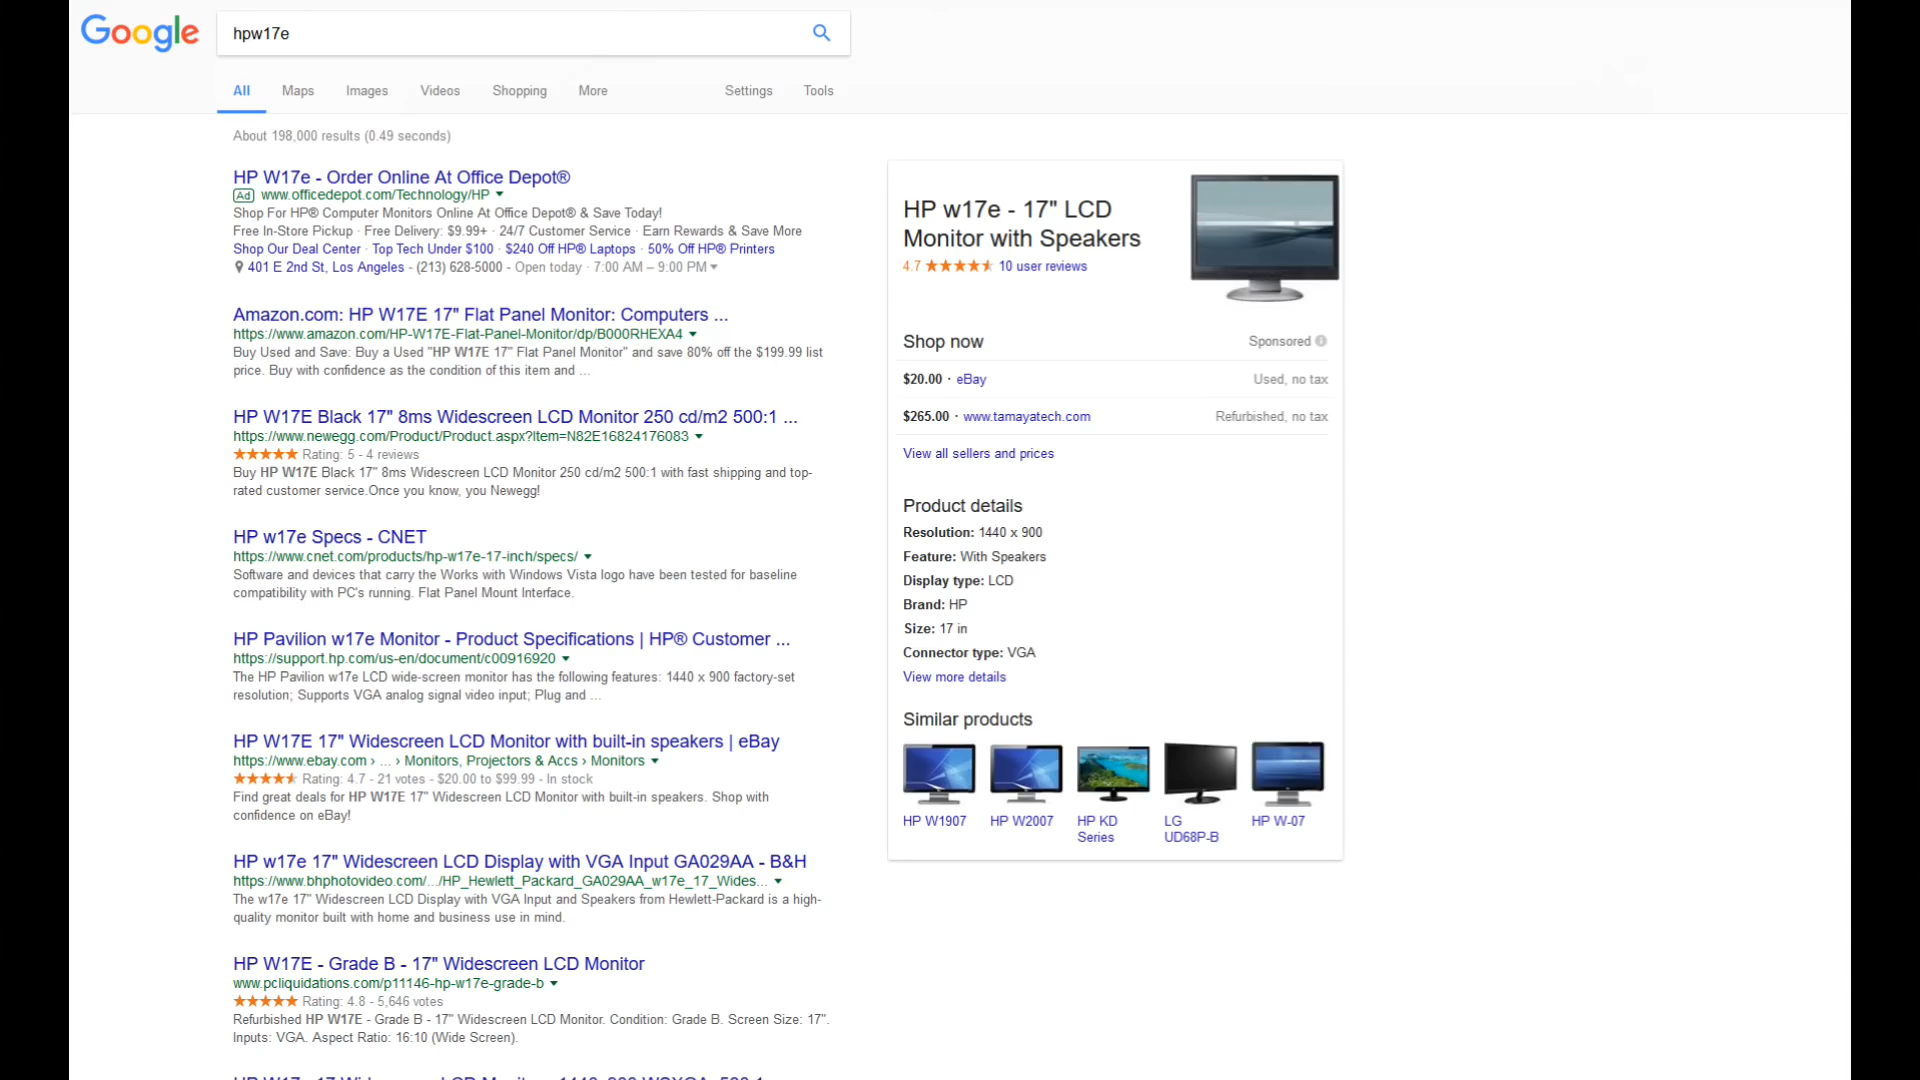 Google
hpw17e
All Maps Images Videos Shopping More Settings Tools
About 198,000 results (0.49 seconds)
HP W17e - Order Online At Office Depot®
Ad www.officedepot.com/Technology/HP
Shop For HP® Computer Monitors Online At Office Depot® & Save Today!
Free In-Store Pickup · Free Delivery: $9.99+ · 24/7 Customer Service · Earn Rewards & Save More
Shop Our Deal Center · Top Tech Under $100 · $240 Off HP® Laptops · 50% Off HP® Printers
401 E 2nd St, Los Angeles - (213) 628-5000 - Open today · 7:00 AM – 9:00 PM
Amazon.com: HP W17E 17" Flat Panel Monitor: Computers ...
https://www.amazon.com/HP-W17E-Flat-Panel-Monitor/dp/B000RHEXA4
Buy Used and Save: Buy a Used "HP W17E 17" Flat Panel Monitor" and save 80% off the $199.99 list
price. Buy with confidence as the condition of this item and ...
HP W17E Black 17" 8ms Widescreen LCD Monitor 250 cd/m2 500:1 ...
https://www.newegg.com/Product/Product.aspx?Item=N82E16824176083
Rating: 5 - 4 reviews
Buy HP W17E Black 17" 8ms Widescreen LCD Monitor 250 cd/m2 500:1 with fast shipping and top-
rated customer service.Once you know, you Newegg!
HP w17e Specs - CNET
https://www.cnet.com/products/hp-w17e-17-inch/specs/
Software and devices that carry the Works with Windows Vista logo have been tested for baseline
compatibility with PC's running. Flat Panel Mount Interface.
HP Pavilion w17e Monitor - Product Specifications | HP® Customer ...
https://support.hp.com/us-en/document/c00916920
The HP Pavilion w17e LCD wide-screen monitor has the following features: 1440 x 900 factory-set
resolution; Supports VGA analog signal video input; Plug and ...
HP W17E 17" Widescreen LCD Monitor with built-in speakers | eBay
https://www.ebay.com › ... › Monitors, Projectors & Accs › Monitors
Rating: 4.7 - 21 votes - $20.00 to $99.99 - In stock
Find great deals for HP W17E 17" Widescreen LCD Monitor with built-in speakers. Shop with
confidence on eBay!
HP w17e 17" Widescreen LCD Display with VGA Input GA029AA - B&H
https://www.bhphotovideo.com/.../HP_Hewlett_Packard_GA029AA_w17e_17_Wides...
The w17e 17" Widescreen LCD Display with VGA Input and Speakers from Hewlett-Packard is a high-
quality monitor built with home and business use in mind.
HP W17E - Grade B - 17" Widescreen LCD Monitor
www.pcliquidations.com/p11146-hp-w17e-grade-b
Rating: 4.8 - 5,646 votes
Refurbished HP W17E - Grade B - 17" Widescreen LCD Monitor. Condition: Grade B. Screen Size: 17".
Inputs: VGA. Aspect Ratio: 16:10 (Wide Screen).
HP w17e - 17" LCD
Monitor with Speakers
4.7 10 user reviews
Shop now Sponsored
$20.00 · eBay Used, no tax
$265.00 · www.tamayatech.com Refurbished, no tax
View all sellers and prices
Product details
Resolution: 1440 x 900
Feature: With Speakers
Display type: LCD
Brand: HP
Size: 17 in
Connector type: VGA
View more details
Similar products
HP W1907 HP W2007 HP KD Series LG UD68P-B HP W-07